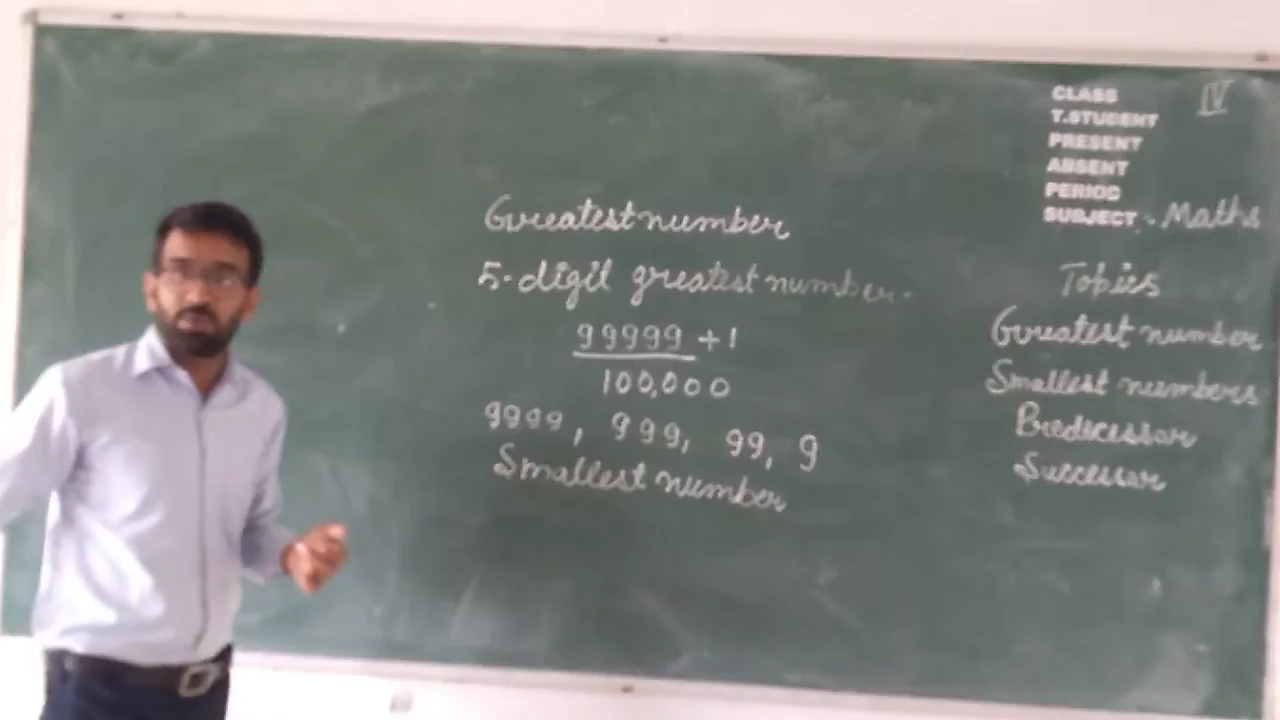 Greatest number
5-digit greatest number.
99999 + 1
100,000
9999, 999, 99, 9
Smallest number
CLASS IV
T.STUDENT
PRESENT
ABSENT
PERIOD
SUBJECT - Maths
Topics
Greatest number
Smallest numbers
Predecessor
Successor